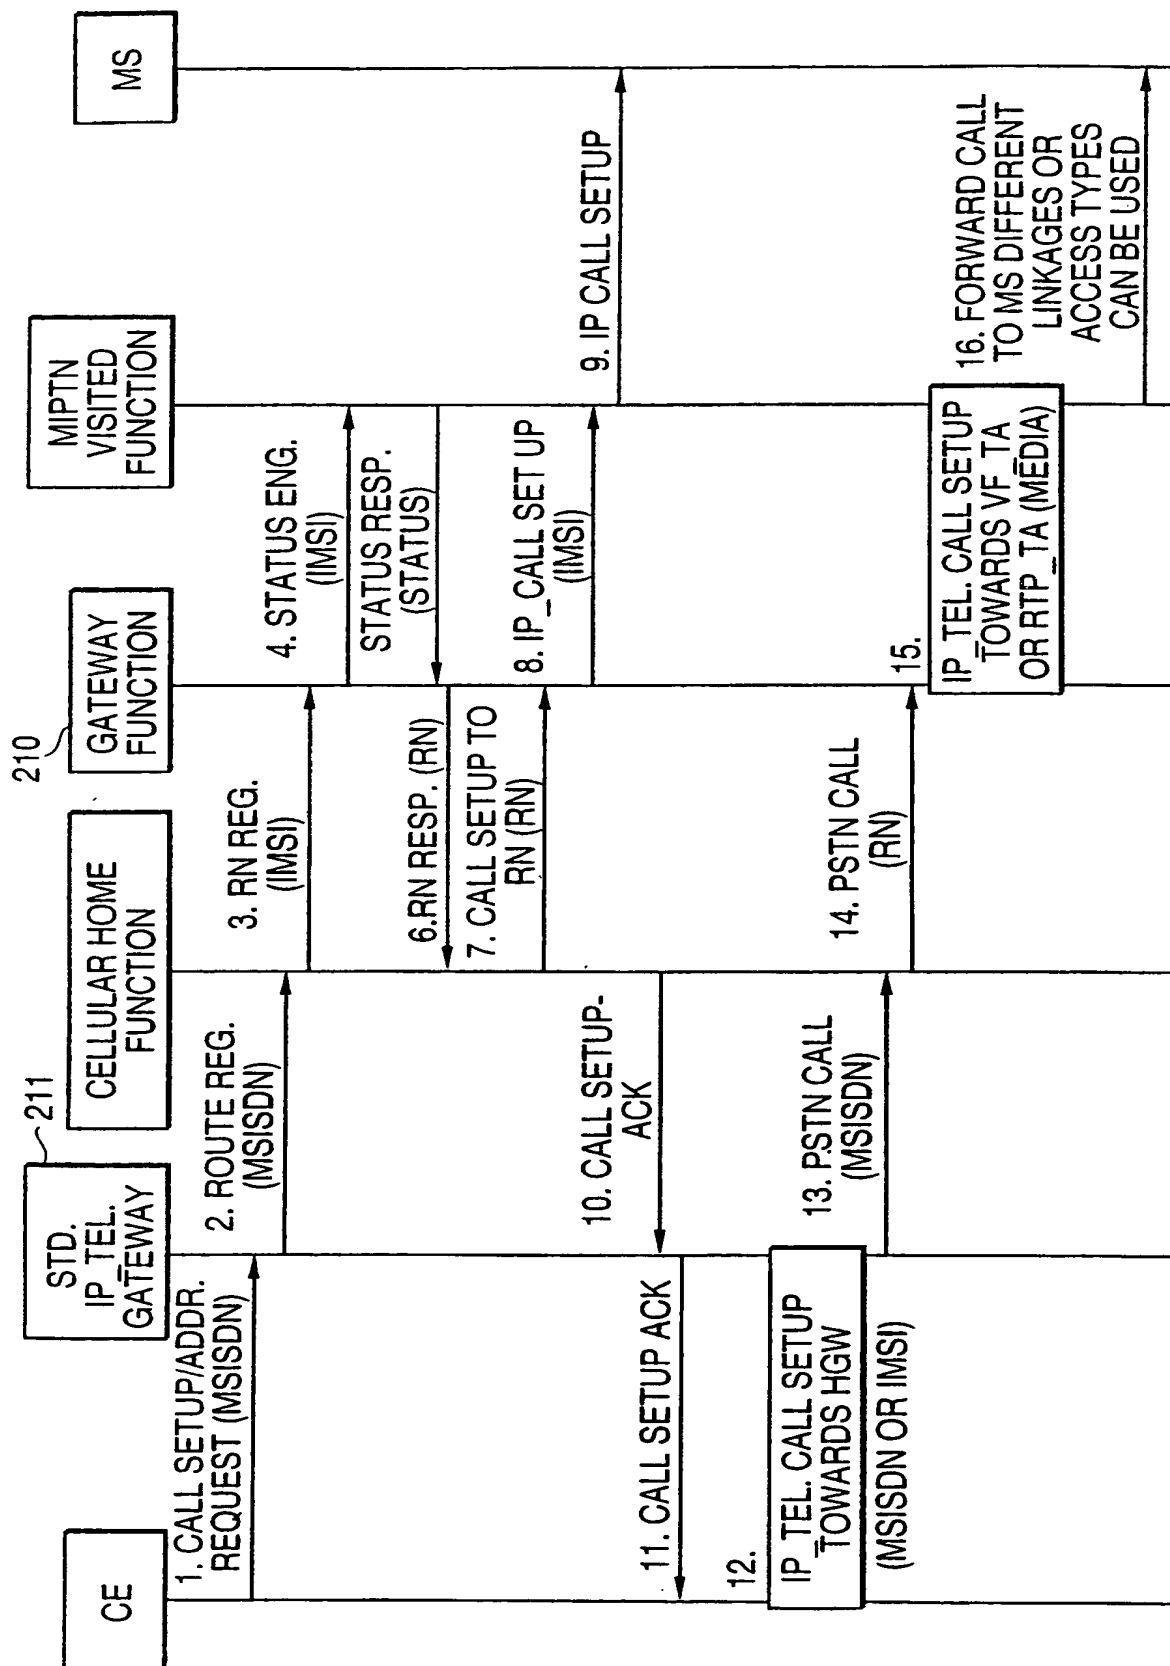 CE
STD.
IP_TEL.
GATEWAY
211
CELLULAR HOME
FUNCTION
GATEWAY
FUNCTION
210
MIPTN
VISITED
FUNCTION
MS
1. CALL SETUP/ADDR.
REQUEST (MSISDN)
2. ROUTE REG.
(MSISDN)
3. RN REG.
(IMSI)
4. STATUS ENG.
(IMSI)
STATUS RESP.
(STATUS)
6.RN RESP. (RN)
7. CALL SETUP TO
RN (RN)
8. IP_CALL SET UP
(IMSI)
9. IP CALL SETUP
10. CALL SETUP-
ACK
11. CALL SETUP ACK
12.
IP_TEL. CALL SETUP
TOWARDS HGW
(MSISDN OR IMSI)
13. PSTN CALL
(MSISDN)
14. PSTN CALL
(RN)
15.
IP_TEL. CALL SETUP
TOWARDS VF_TA
OR RTP_TA (MEDIA)
16. FORWARD CALL
TO MS DIFFERENT
LINKAGES OR
ACCESS TYPES
CAN BE USED